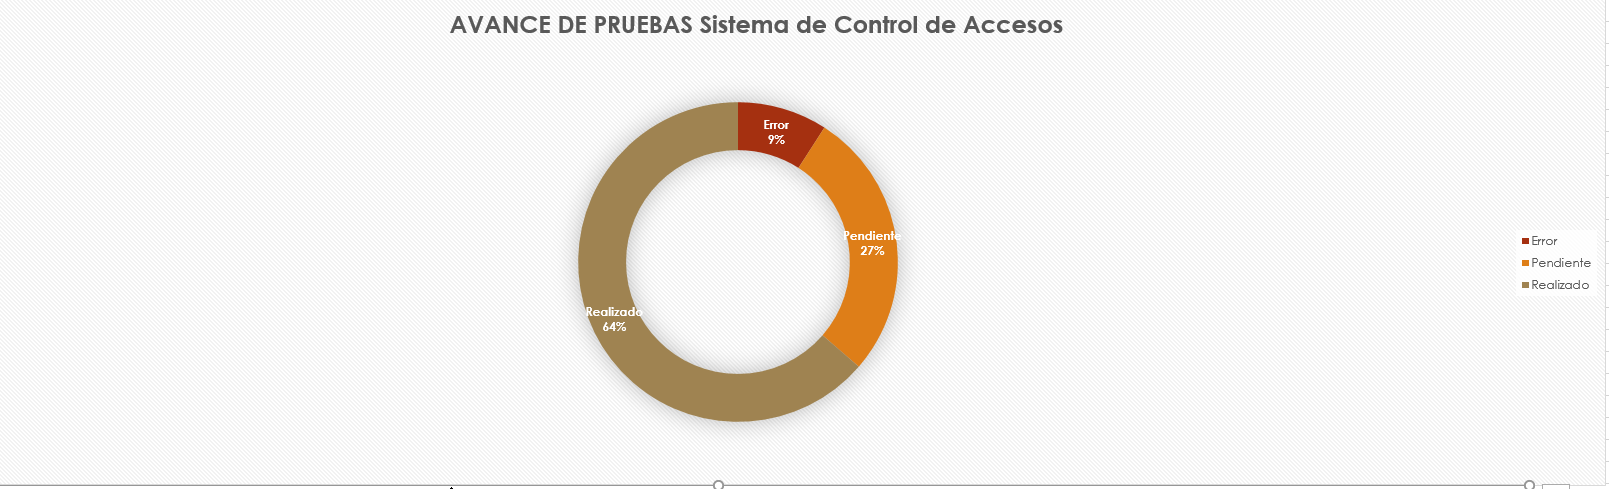 AVANCE DE PRUEBAS Sistema de Control de Accesos
Error
9%
Pendiente
27%
Realizado
64%
Error
Pendiente
Realizado